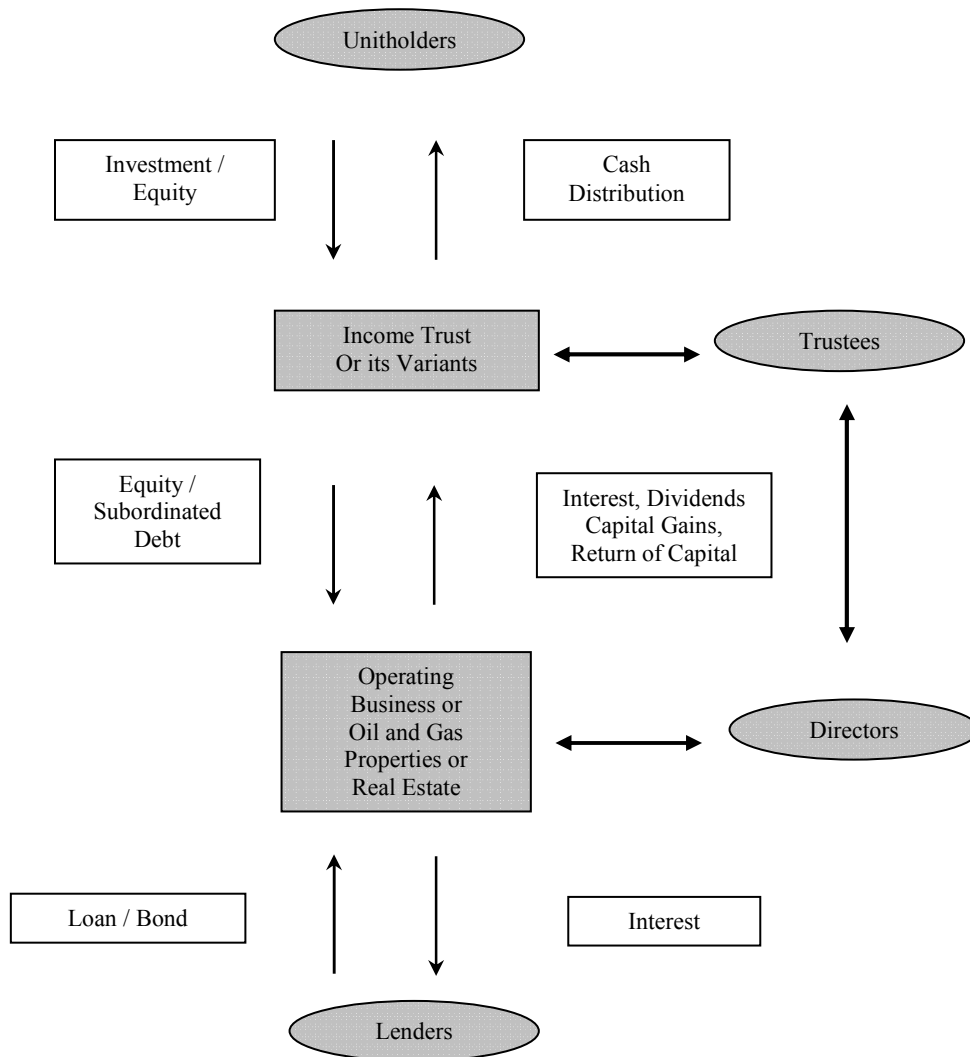 Unitholders
Investment /
Equity
Cash
Distribution
Income Trust
Or its Variants
Trustees
Equity /
Subordinated
Debt
Interest, Dividends
Capital Gains,
Return of Capital
Operating
Business or
Oil and Gas
Properties or
Real Estate
Directors
Loan / Bond
Interest
Lenders